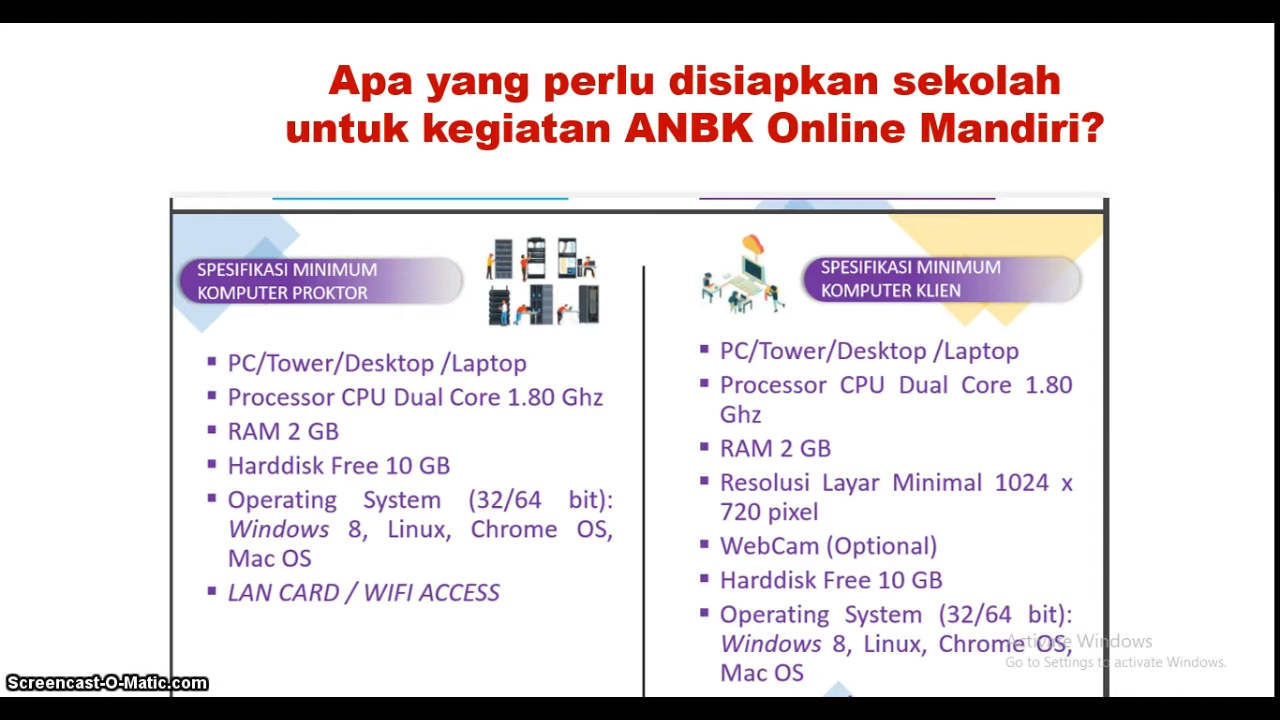 Apa yang perlu disiapkan sekolah
untuk kegiatan ANBK Online Mandiri?
SPESIFIKASI MINIMUM
KOMPUTER PROKTOR
▪ PC/Tower/Desktop /Laptop
▪ Processor CPU Dual Core 1.80 Ghz
▪ RAM 2 GB
▪ Harddisk Free 10 GB
▪ Operating System (32/64 bit):
Windows 8, Linux, Chrome OS,
Mac OS
▪ LAN CARD / WIFI ACCESS
SPESIFIKASI MINIMUM
KOMPUTER KLIEN
▪ PC/Tower/Desktop /Laptop
▪ Processor CPU Dual Core 1.80
Ghz
▪ RAM 2 GB
▪ Resolusi Layar Minimal 1024 x
720 pixel
▪ WebCam (Optional)
▪ Harddisk Free 10 GB
▪ Operating System (32/64 bit):
Windows 8, Linux, Chrome OS,
Mac OS
Activate Windows
Go to Settings to activate Windows.
Screencast-O-Matic.com